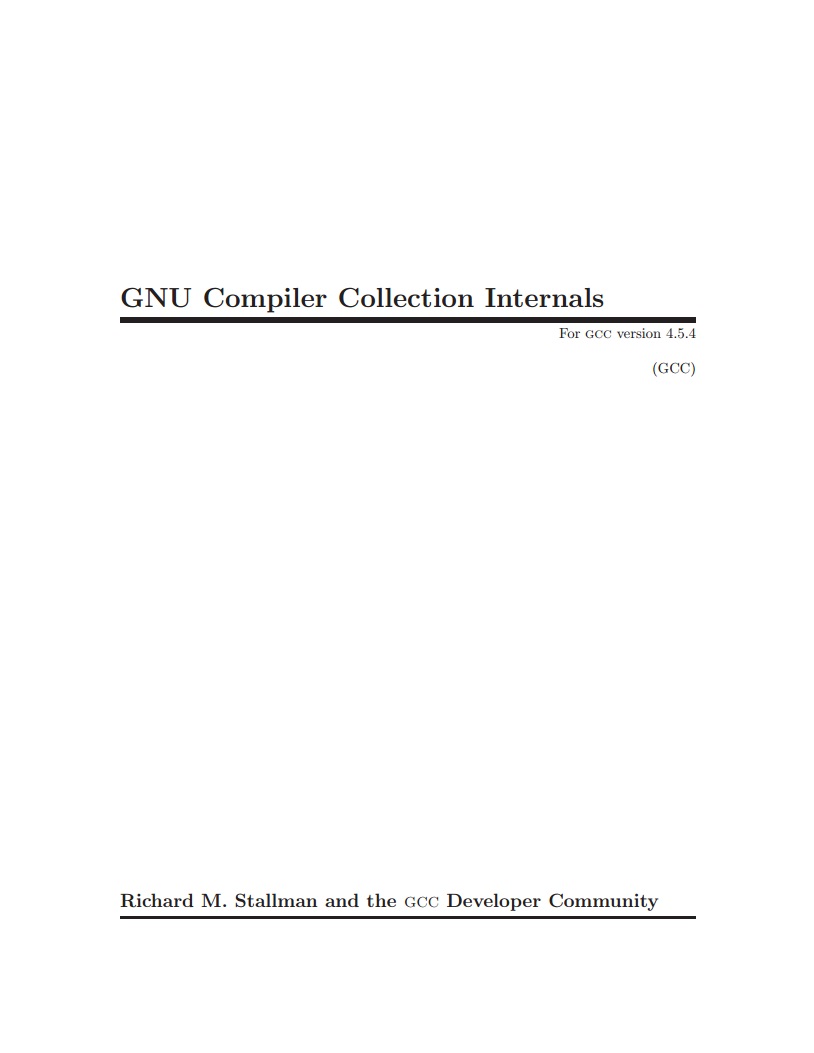 GNU Compiler Collection Internals
For GCC version 4.5.4
(GCC)
Richard M. Stallman and the GCC Developer Community